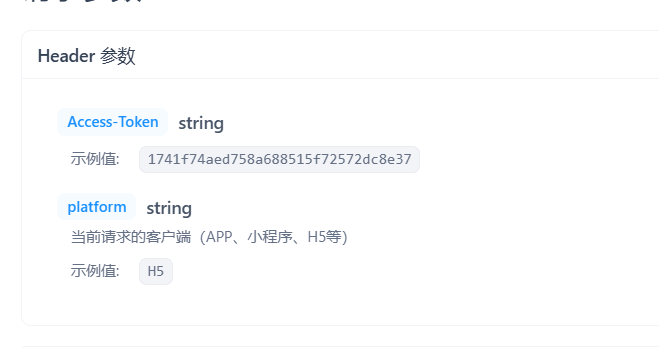 Header 参数
Access-Token string
示例值: 1741f74aed758a688515f72572dc8e37
platform string
当前请求的客户端（APP、小程序、H5等）
示例值: H5